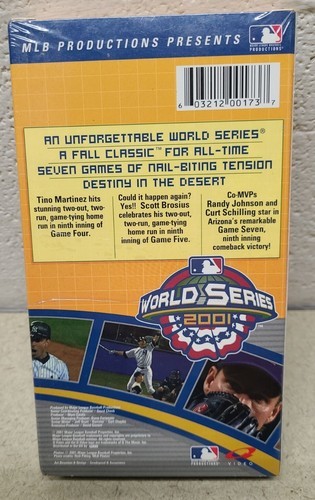 MLB PRODUCTIONS PRESENTS
PRODUCTIONS
6 03212 00173 7
AN UNFORGETTABLE WORLD SERIES®
A FALL CLASSIC™ FOR ALL-TIME
SEVEN GAMES OF NAIL-BITING TENSION
DESTINY IN THE DESERT
Tino Martinez hits
stunning two-out, two-
run, game-tying home
run in ninth inning of
Game Four.
Could it happen again?
Yes!! Scott Brosius
celebrates his two-out,
two-run, game-tying
home run in ninth
inning of Game Five.
Co-MVPs
Randy Johnson and
Curt Schilling star in
Arizona's remarkable
Game Seven,
ninth inning
comeback victory!
WORLD SERIES
2001
PRODUCTIONS
VIDEO